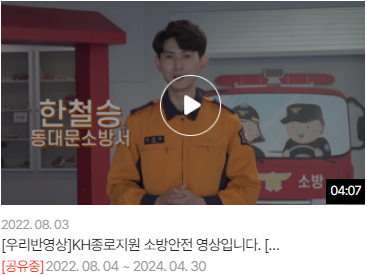 한철승
동대문소방서
소방
04:07
2022. 08. 03
[우리반영상]KH종로지원 소방안전 영상입니다. [...
[공유중] 2022. 08. 04 ~ 2024. 04. 30